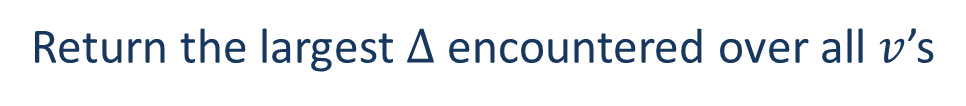 Return the largest Δ encountered over all 𝑣's